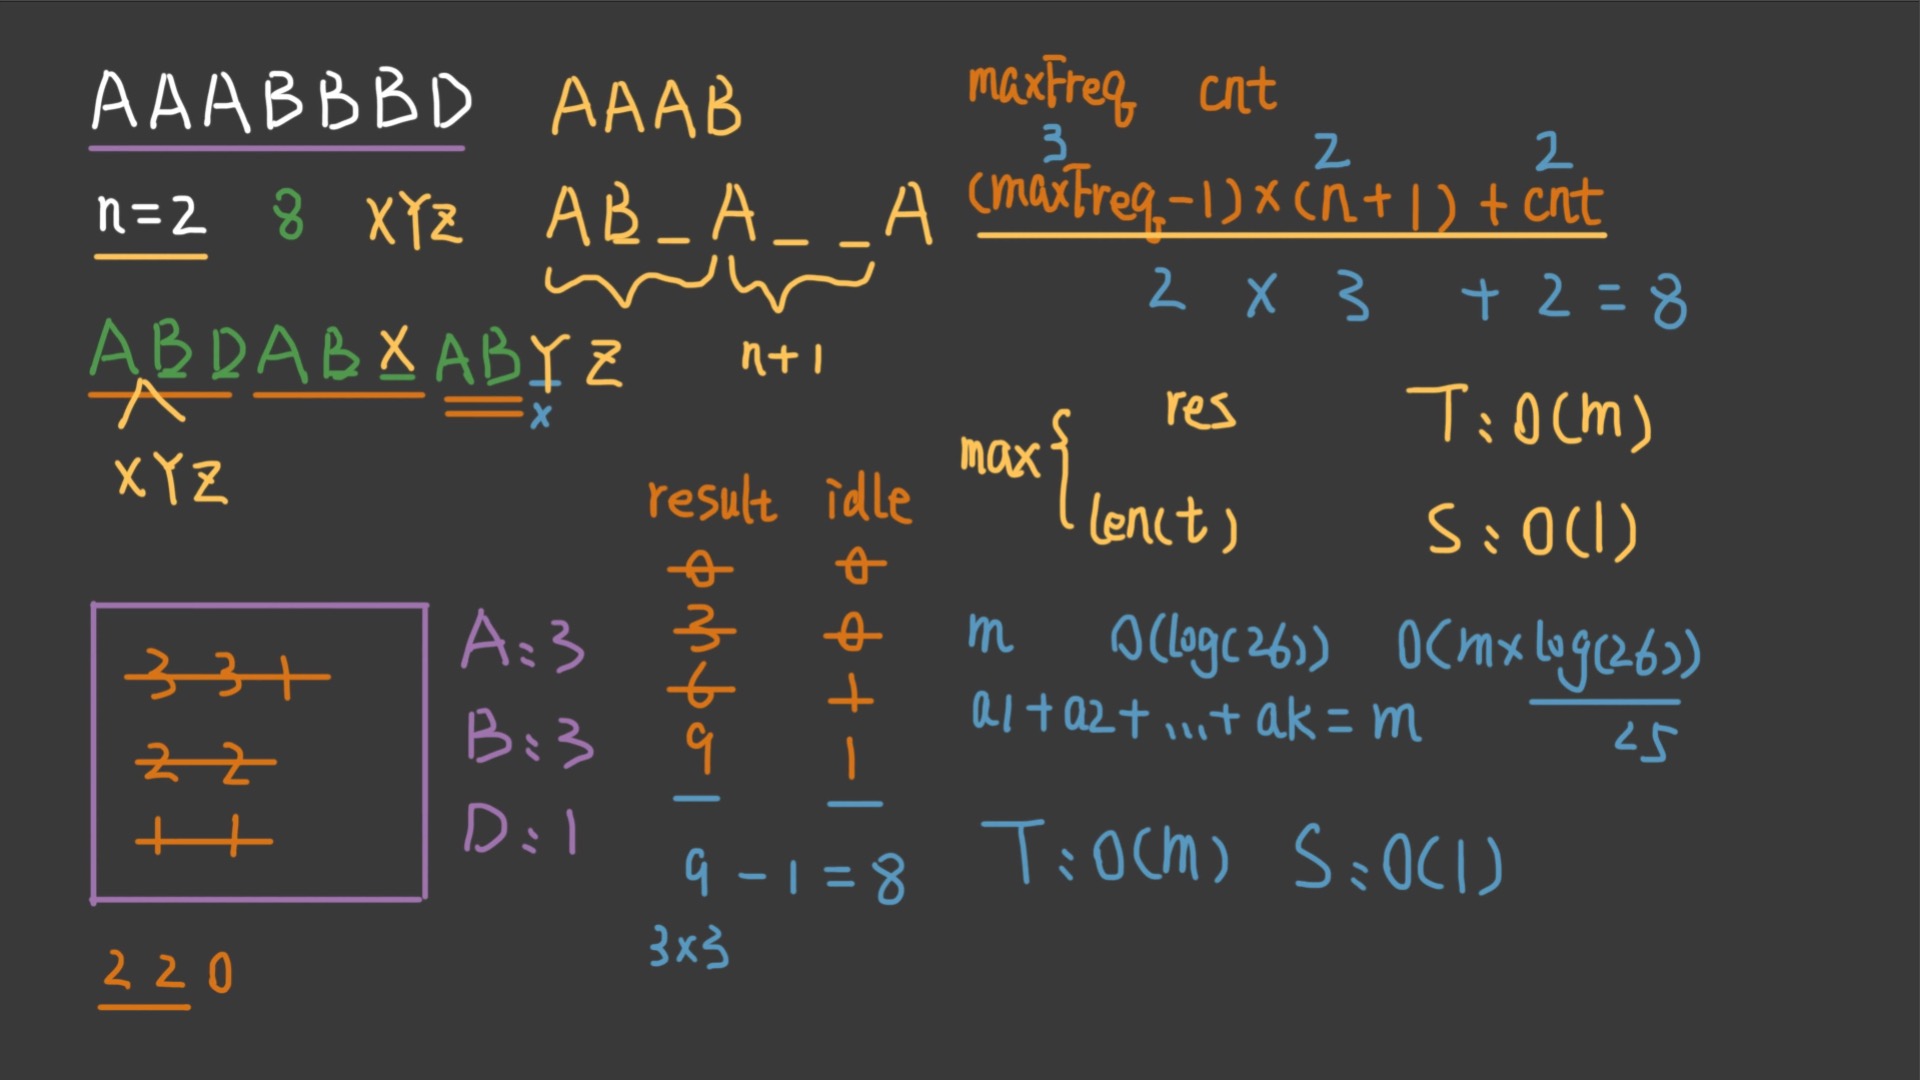 AAABBBD
n=2 8 XYZ
ABDABXABYZ
x
XYZ
AAAB
AB_A__A
n+1
maxFreq cnt
3 2 2
(maxFreq-1)×(n+1)+cnt
2 × 3 + 2 = 8
max{ res
len(t)
T:O(m)
S:O(1)
3 3 1
2 2
1 1
2 2 0
A:3
B:3
D:1
result idle
0 0
3 0
6 1
9 1
9 - 1 = 8
3×3
m O(log(26)) O(m×log(26))
a1+a2+...+ak=m
<5
T:O(m) S:O(1)